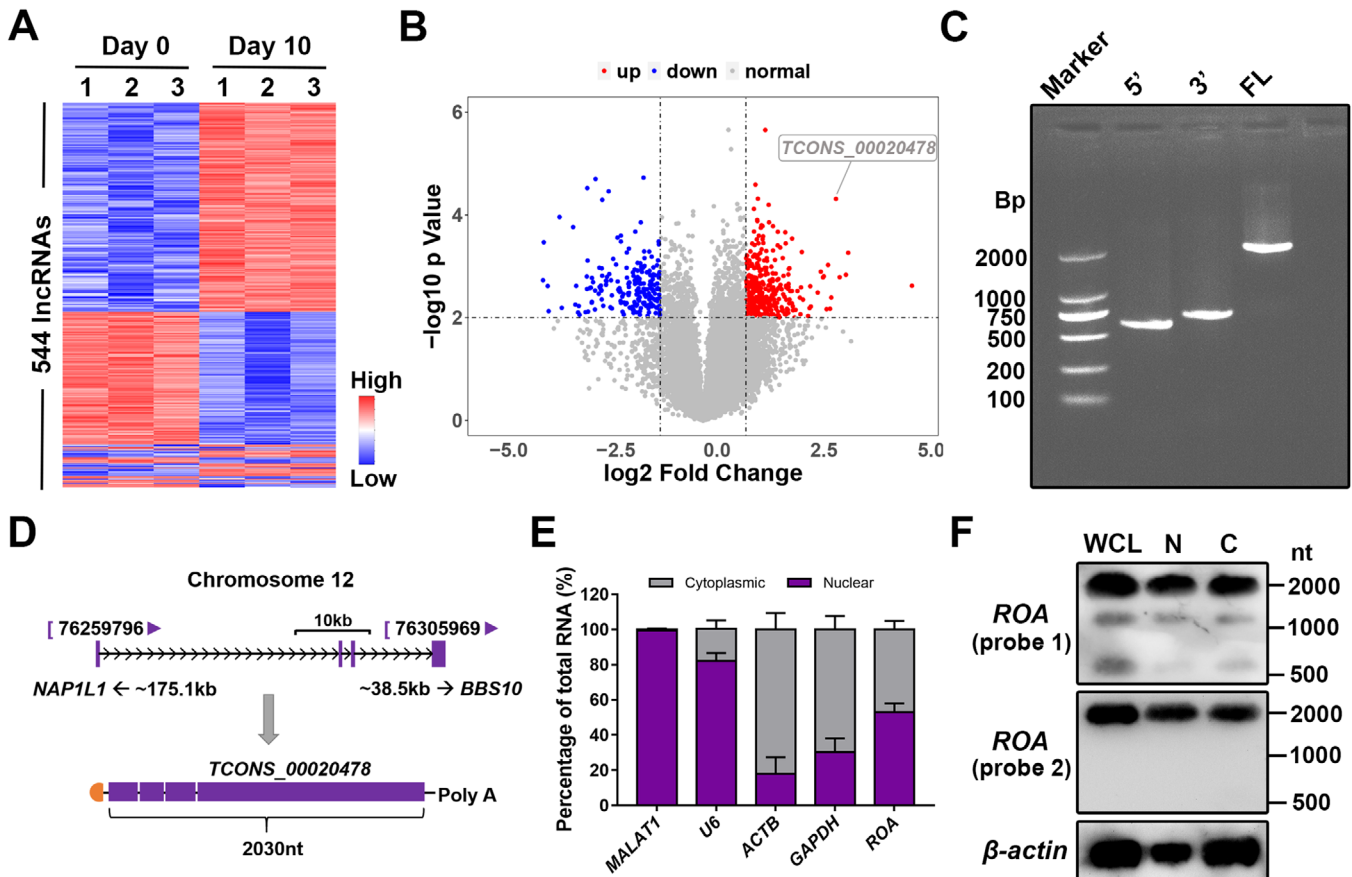 A
Day 0 Day 10
1 2 3 1 2 3
544 lncRNAs
High
Low
B
up down normal
TCONS_00020478
−log10 p Value
6
4
2
0
−5.0 −2.5 0.0 2.5 5.0
log2 Fold Change
C
Marker 5’ 3’ FL
Bp
2000
1000
750
500
200
100
D
Chromosome 12
[ 76259796
10kb
[ 76305969
NAP1L1 ← ~175.1kb
~38.5kb → BBS10
TCONS_00020478
Poly A
2030nt
E
Cytoplasmic Nuclear
Percentage of total RNA (%)
120
100
80
60
40
20
0
MALAT1 U6 ACTB GAPDH ROA
F
WCL N C nt
ROA
(probe 1)
2000
1000
500
ROA
(probe 2)
2000
1000
500
β-actin